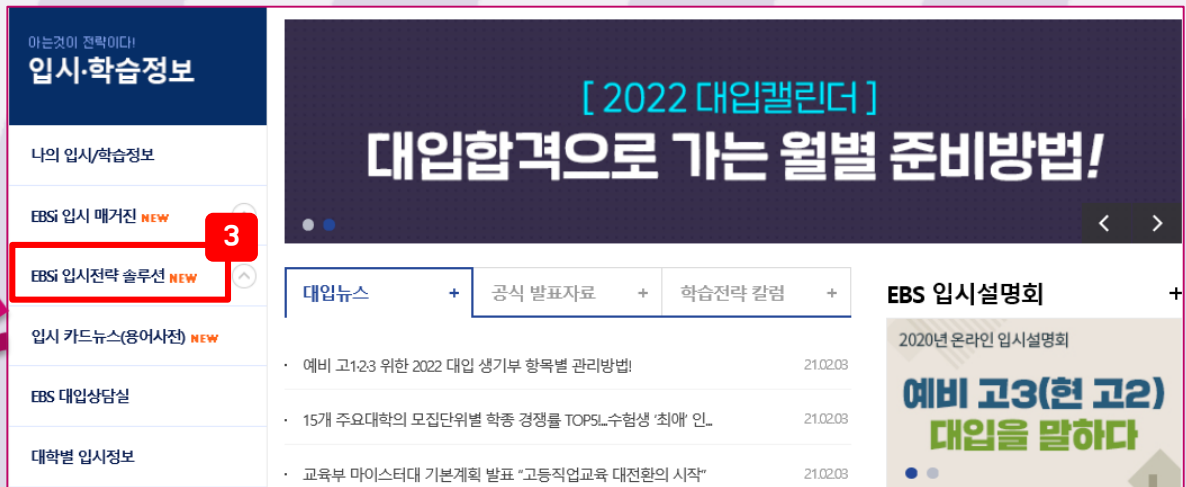 아는것이 전략이다!
입시·학습정보
나의 입시/학습정보
EBSi 입시 매거진 NEW
3
EBSi 입시전략 솔루션 NEW
입시 카드뉴스(용어사전) NEW
EBS 대입상담실
대학별 입시정보
[ 2022 대입캘린더 ]
대입합격으로 가는 월별 준비방법!
대입뉴스 + 공식 발표자료 + 학습전략 칼럼 +
예비 고1·2·3 위한 2022 대입 생기부 항목별 관리방법! 21.02.03
15개 주요대학의 모집단위별 학종 경쟁률 TOP5!...수험생 ‘최애’ 인... 21.02.03
교육부 마이스터대 기본계획 발표 “고등직업교육 대전환의 시작” 21.02.03
EBS 입시설명회 +
2020년 온라인 입시설명회
예비 고3(현 고2)
대입을 말하다